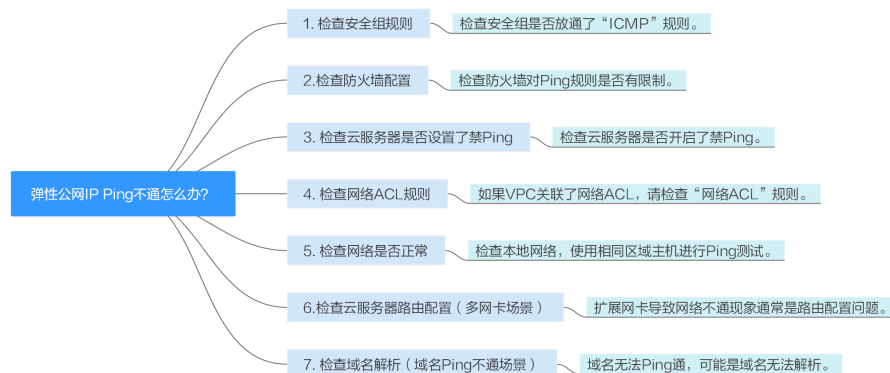 弹性公网IP Ping不通怎么办?
1. 检查安全组规则
检查安全组是否放通了“ICMP”规则。
2.检查防火墙配置
检查防火墙对Ping规则是否有限制。
3. 检查云服务器是否设置了禁Ping
检查云服务器是否开启了禁Ping。
4. 检查网络ACL规则
如果VPC关联了网络ACL，请检查“网络ACL”规则。
5. 检查网络是否正常
检查本地网络，使用相同区域主机进行Ping测试。
6.检查云服务器路由配置（多网卡场景）
扩展网卡导致网络不通现象通常是路由配置问题。
7. 检查域名解析（域名Ping不通场景）
域名无法Ping通，可能是域名无法解析。